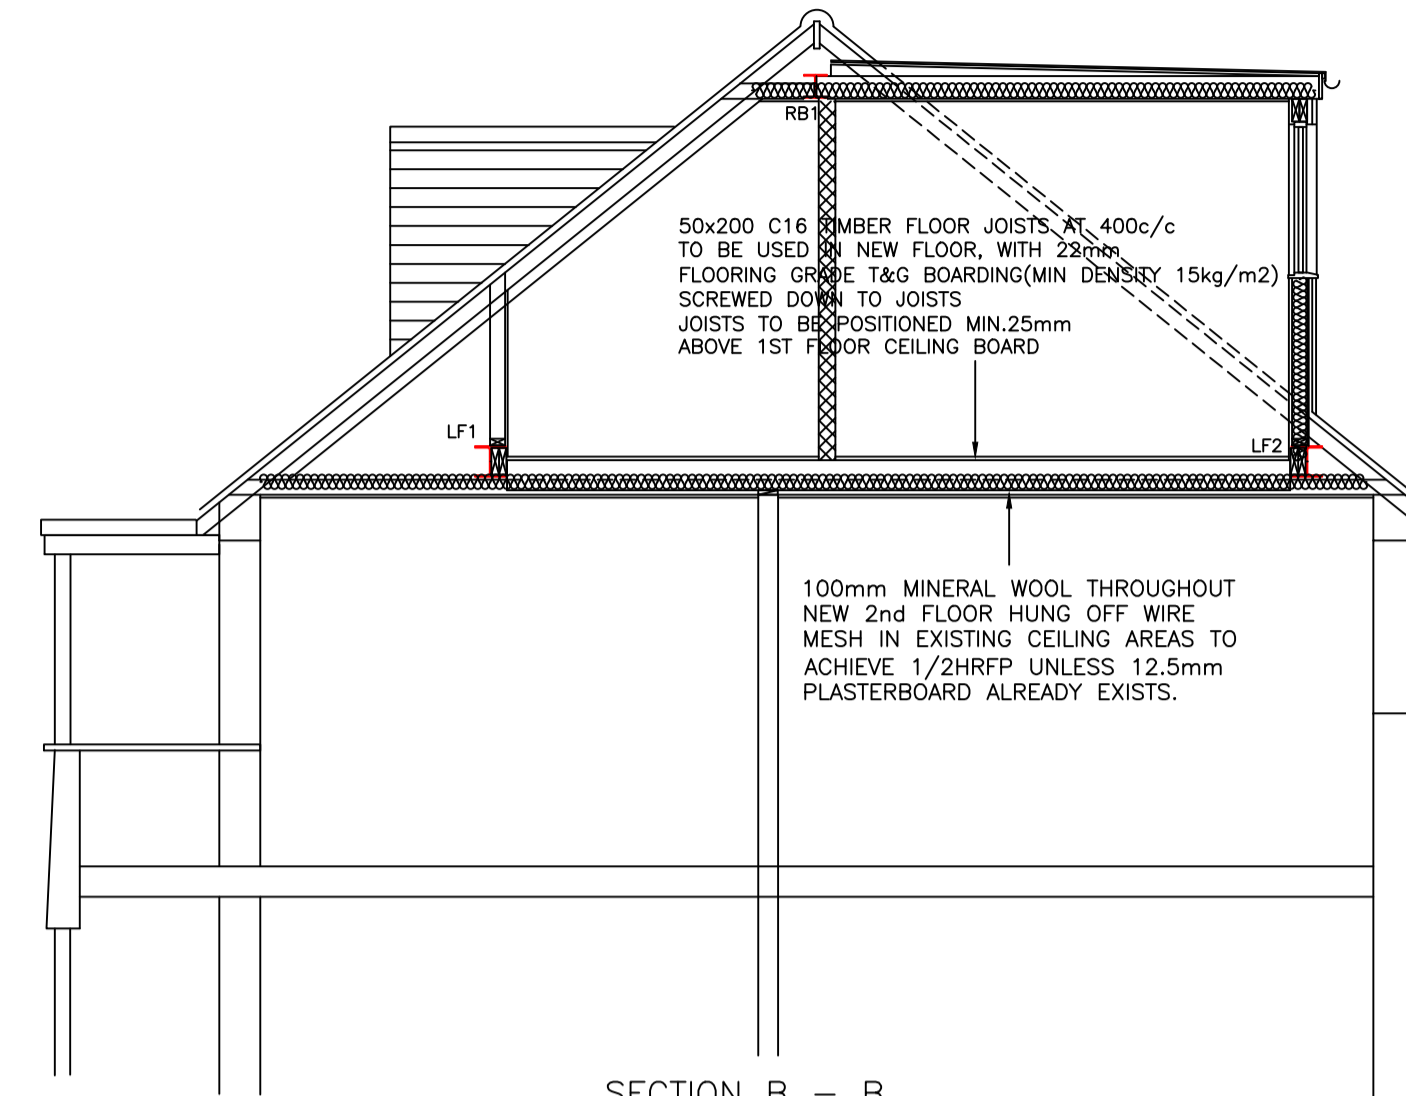 RB1
50x200 C16 TIMBER FLOOR JOISTS AT 400c/c
TO BE USED IN NEW FLOOR, WITH 22mm
FLOORING GRADE T&G BOARDING(MIN DENSITY 15kg/m2)
SCREWED DOWN TO JOISTS
JOISTS TO BE POSITIONED MIN.25mm
ABOVE 1ST FLOOR CEILING BOARD
LF1
LF2
100mm MINERAL WOOL THROUGHOUT
NEW 2nd FLOOR HUNG OFF WIRE
MESH IN EXISTING CEILING AREAS TO
ACHIEVE 1/2HRFP UNLESS 12.5mm
PLASTERBOARD ALREADY EXISTS.
SECTION B – B